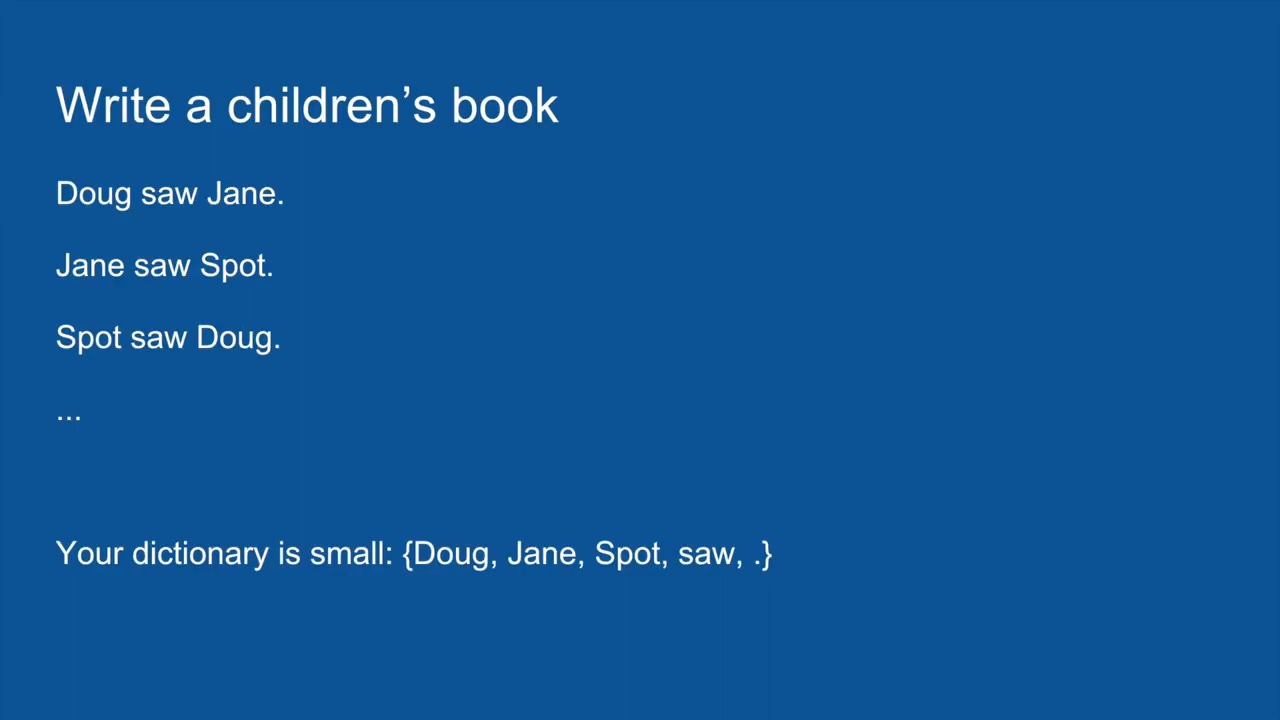 Write a children’s book
Doug saw Jane.
Jane saw Spot.
Spot saw Doug.
...
Your dictionary is small: {Doug, Jane, Spot, saw, .}